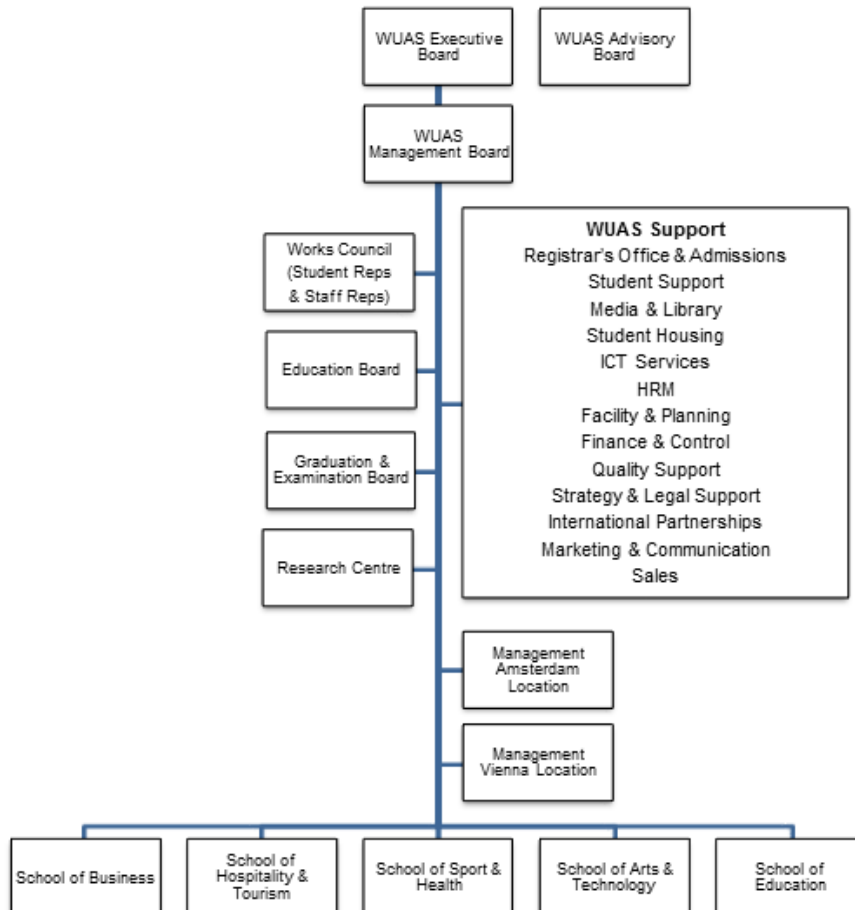 WUAS Executive
Board
WUAS Advisory
Board
WUAS
Management Board
Works Council
(Student Reps
& Staff Reps)
Education Board
Graduation &
Examination Board
Research Centre
WUAS Support
Registrar's Office & Admissions
Student Support
Media & Library
Student Housing
ICT Services
HRM
Facility & Planning
Finance & Control
Quality Support
Strategy & Legal Support
International Partnerships
Marketing & Communication
Sales
Management
Amsterdam
Location
Management
Vienna Location
School of Business
School of
Hospitality &
Tourism
School of Sport &
Health
School of Arts &
Technology
School of
Education